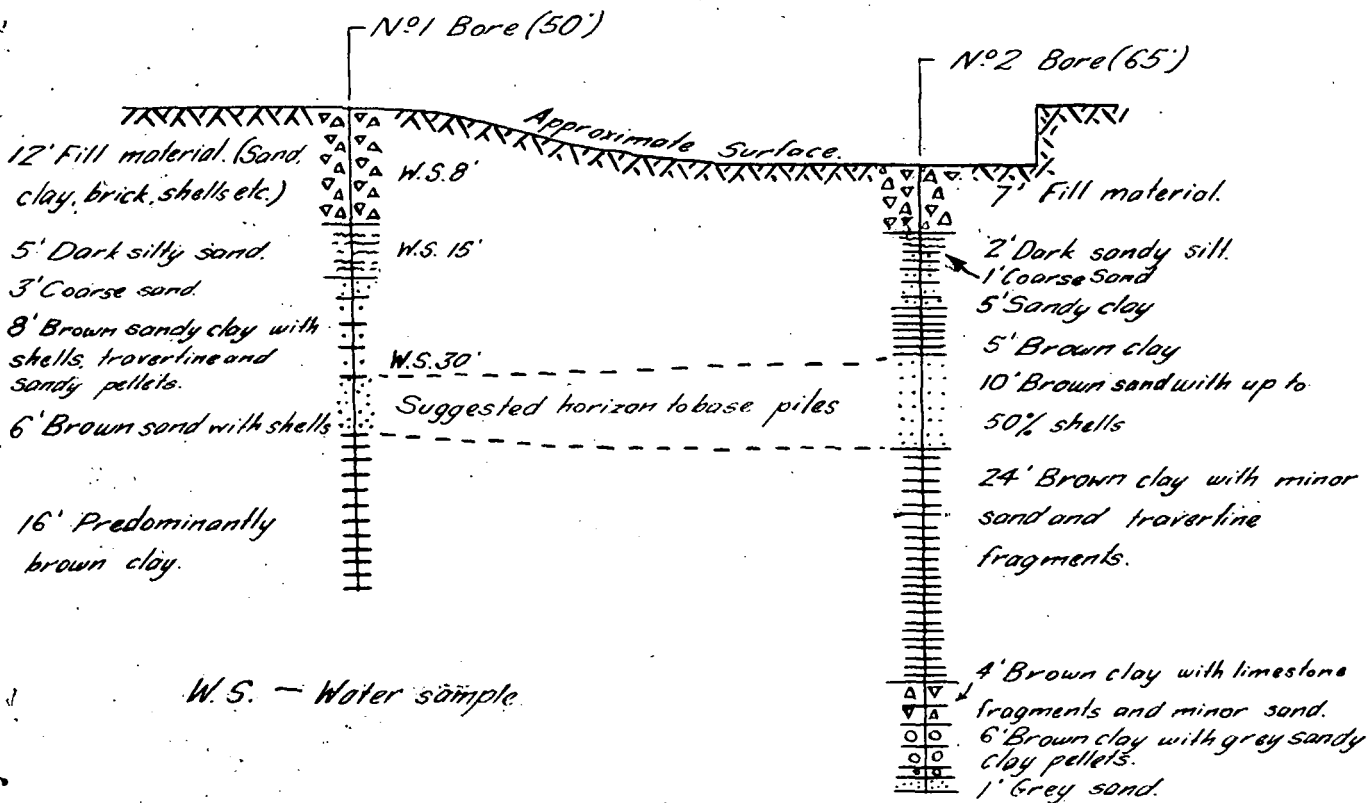 Nº1 Bore (50')
Nº2 Bore (65')
Approximate Surface.
12' Fill material. (Sand,
clay, brick, shells etc.)
5' Dark silty sand.
3' Coarse sand.
8' Brown sandy clay with
shells, travertine and
sandy pellets.
6' Brown sand with shells
16' Predominantly
brown clay.
W.S. 8'
W.S. 15'
W.S. 30'
Suggested horizon to base piles
7' Fill material.
2' Dark sandy silt.
1' Coarse Sand
5' Sandy clay
5' Brown clay
10' Brown sand with up to
50% shells
24' Brown clay with minor
sand and travertine
fragments.
4' Brown clay with limestone
fragments and minor sand.
6' Brown clay with grey sandy
clay pellets.
1' Grey sand.
W.S. — Water sample